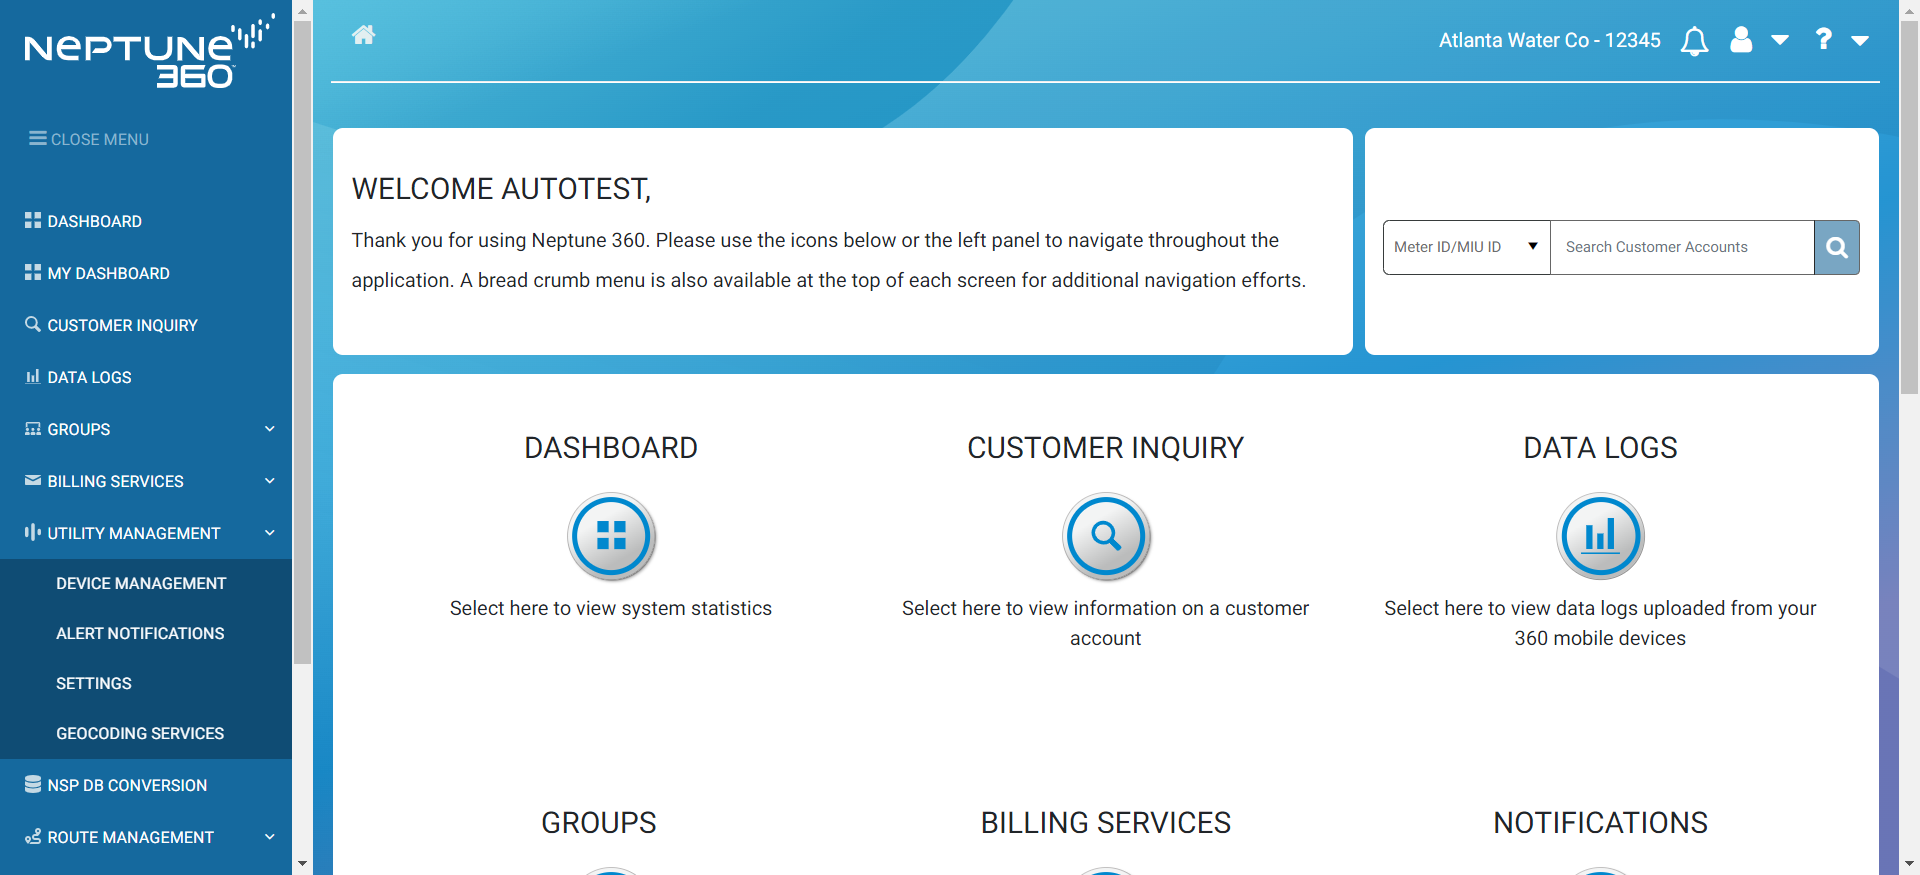 NEPTUNE
360
CLOSE MENU
DASHBOARD
MY DASHBOARD
CUSTOMER INQUIRY
DATA LOGS
GROUPS
BILLING SERVICES
UTILITY MANAGEMENT
DEVICE MANAGEMENT
ALERT NOTIFICATIONS
SETTINGS
GEOCODING SERVICES
NSP DB CONVERSION
ROUTE MANAGEMENT
Atlanta Water Co - 12345
?
WELCOME AUTOTEST,
Thank you for using Neptune 360. Please use the icons below or the left panel to navigate throughout the
application. A bread crumb menu is also available at the top of each screen for additional navigation efforts.
Meter ID/MIU ID
Search Customer Accounts
DASHBOARD
Select here to view system statistics
CUSTOMER INQUIRY
Select here to view information on a customer
account
DATA LOGS
Select here to view data logs uploaded from your
360 mobile devices
GROUPS
BILLING SERVICES
NOTIFICATIONS